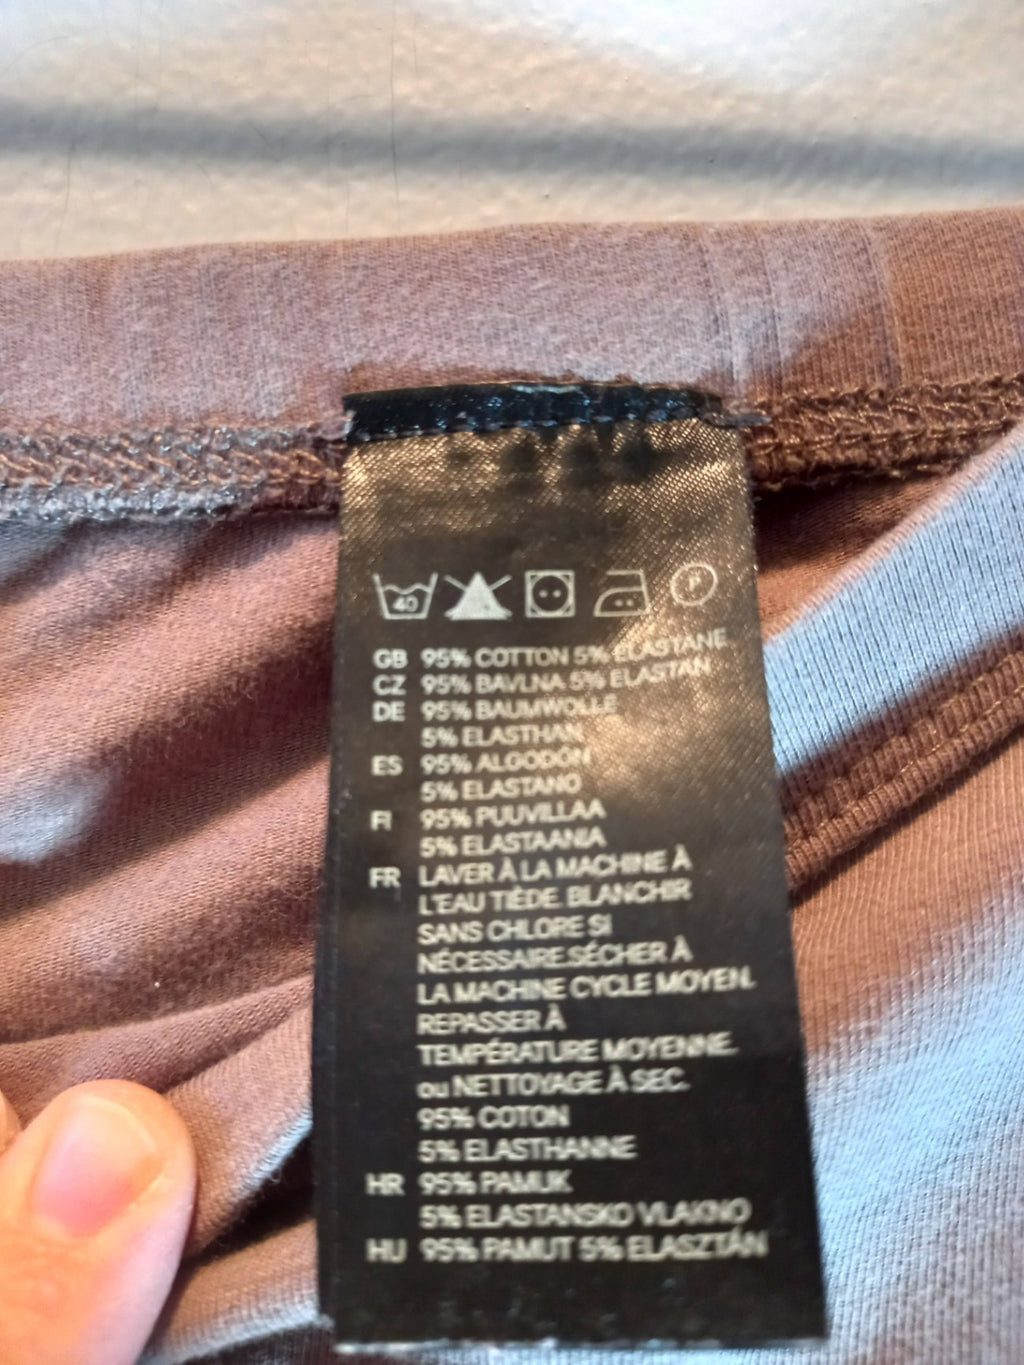 40 P
GB 95% COTTON 5% ELASTANE
CZ 95% BAVLNA 5% ELASTAN
DE 95% BAUMWOLLE
5% ELASTHAN
ES 95% ALGODÓN
5% ELASTANO
FI 95% PUUVILLAA
5% ELASTAANIA
FR LAVER À LA MACHINE À
L'EAU TIÈDE. BLANCHIR
SANS CHLORE SI
NÉCESSAIRE.SÉCHER À
LA MACHINE CYCLE MOYEN.
REPASSER À
TEMPÉRATURE MOYENNE.
ou NETTOYAGE À SEC.
95% COTON
5% ELASTHANNE
HR 95% PAMUK
5% ELASTANSKO VLAKNO
HU 95% PAMUT 5% ELASZTÁN